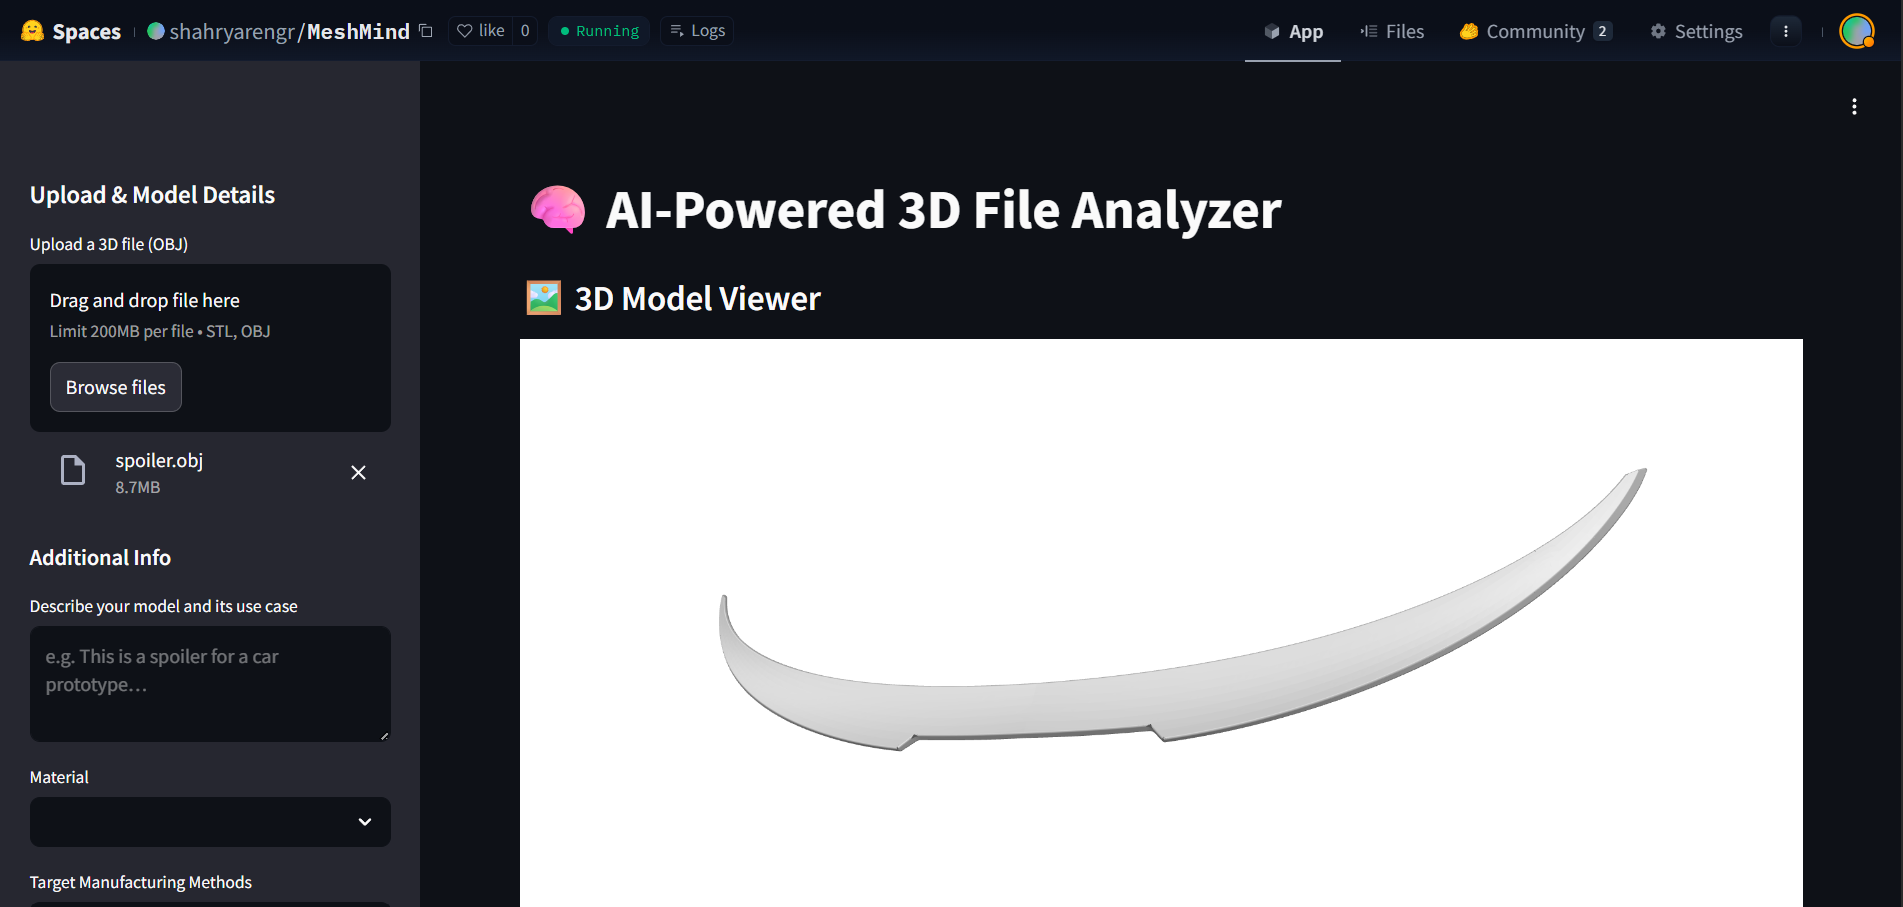 Spaces shahryarengr/MeshMind like 0 Running Logs App Files Community 2 Settings
Upload & Model Details
Upload a 3D file (OBJ)
Drag and drop file here
Limit 200MB per file • STL, OBJ
Browse files
spoiler.obj
8.7MB
Additional Info
Describe your model and its use case
e.g. This is a spoiler for a car
prototype...
Material
Target Manufacturing Methods
AI-Powered 3D File Analyzer
3D Model Viewer